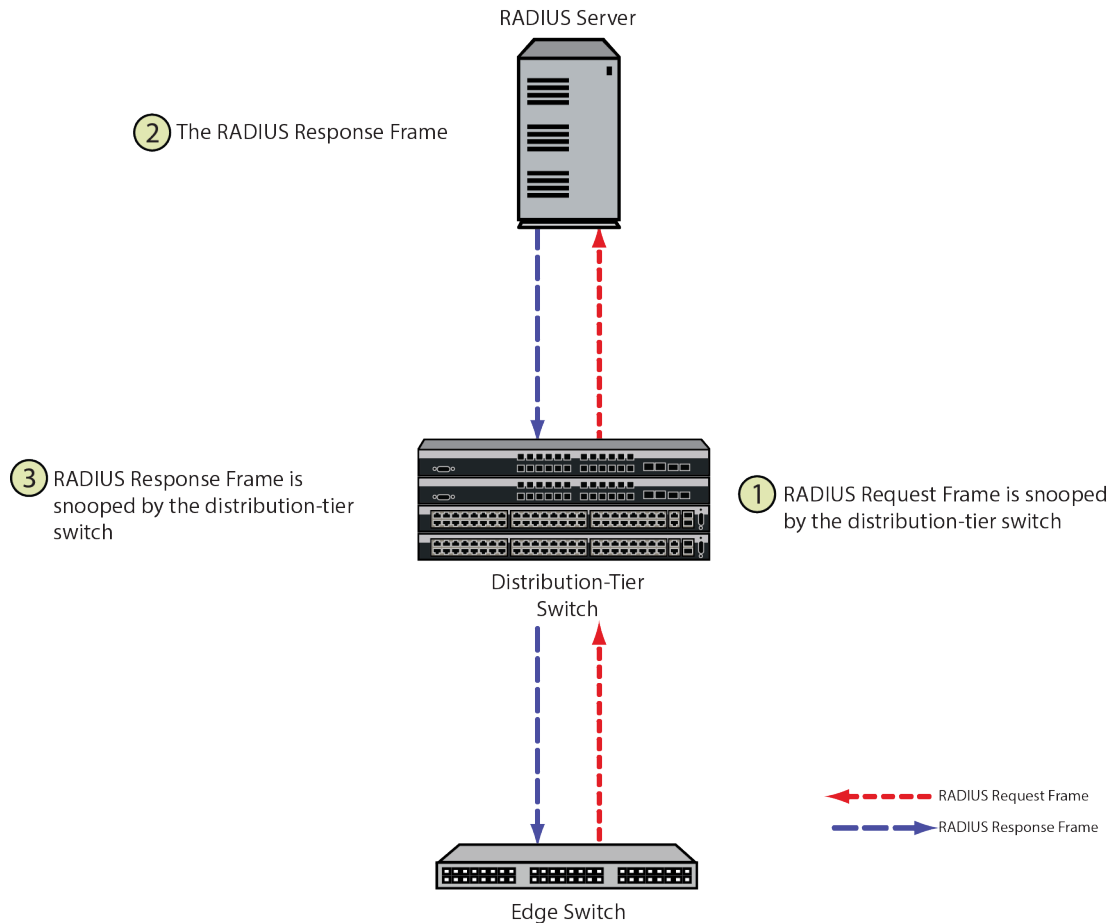 RADIUS Server
2 The RADIUS Response Frame
3 RADIUS Response Frame is
snooped by the distribution-tier
switch
1 RADIUS Request Frame is snooped
by the distribution-tier switch
Distribution-Tier
Switch
RADIUS Request Frame
RADIUS Response Frame
Edge Switch